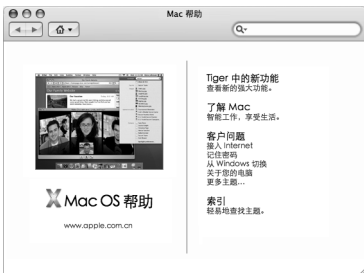 Mac 帮助
Mac OS 帮助
www.apple.com.cn
Tiger 中的新功能
查看新的强大功能。
了解 Mac
智能工作，享受生活。
客户问题
接入 Internet
记住密码
从 Windows 切换
关于您的电脑
更多主题...
索引
轻易地查找主题。